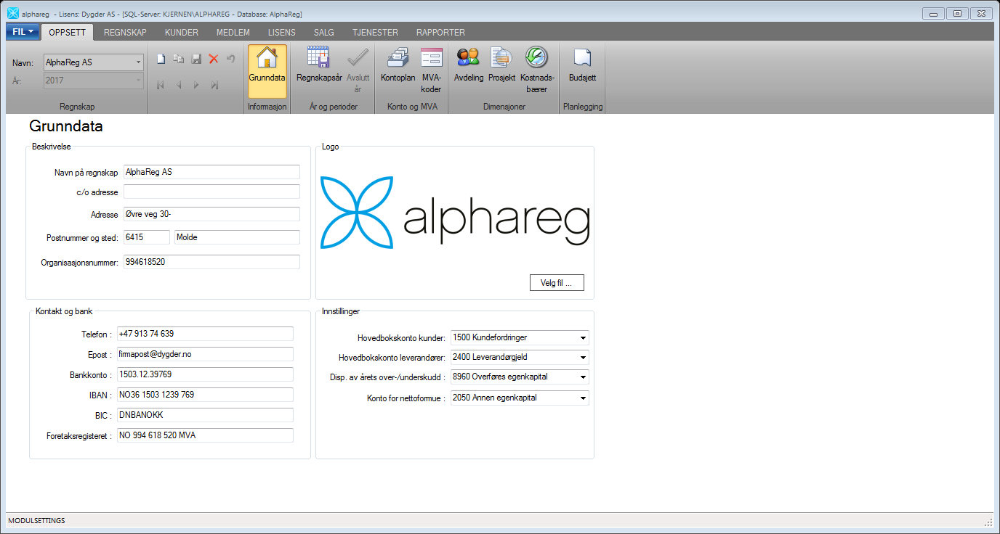 alphareg - Lisens: Dygder AS - [SQL-Server: KJERNEN\ALPHAREG - Database: AlphaReg]
FIL OPPSETT REGNSKAP KUNDER MEDLEM LISENS SALG TJENESTER RAPPORTER
Navn: AlphaReg AS
År: 2017
Regnskap
Grunndata
Informasjon
Regnskapsår Avslutt år
År og perioder
Kontoplan MVA-koder
Konto og MVA
Avdeling Prosjekt Kostnads-bærer
Dimensjoner
Budsjett
Planlegging
Grunndata
Beskrivelse
Navn på regnskap AlphaReg AS
c/o adresse
Adresse Øvre veg 30-
Postnummer og sted: 6415 Molde
Organisasjonsnummer: 994618520
Logo
alphareg
Velg fil ...
Kontakt og bank
Telefon : +47 913 74 639
Epost : firmapost@dygder.no
Bankkonto : 1503.12.39769
IBAN : NO36 1503 1239 769
BIC : DNBANOKK
Foretaksregisteret : NO 994 618 520 MVA
Innstillinger
Hovedbokskonto kunder: 1500 Kundefordringer
Hovedbokskonto leverandører: 2400 Leverandørgjeld
Disp. av årets over-/underskudd : 8960 Overføres egenkapital
Konto for nettoformue : 2050 Annen egenkapital
MODULSETTINGS